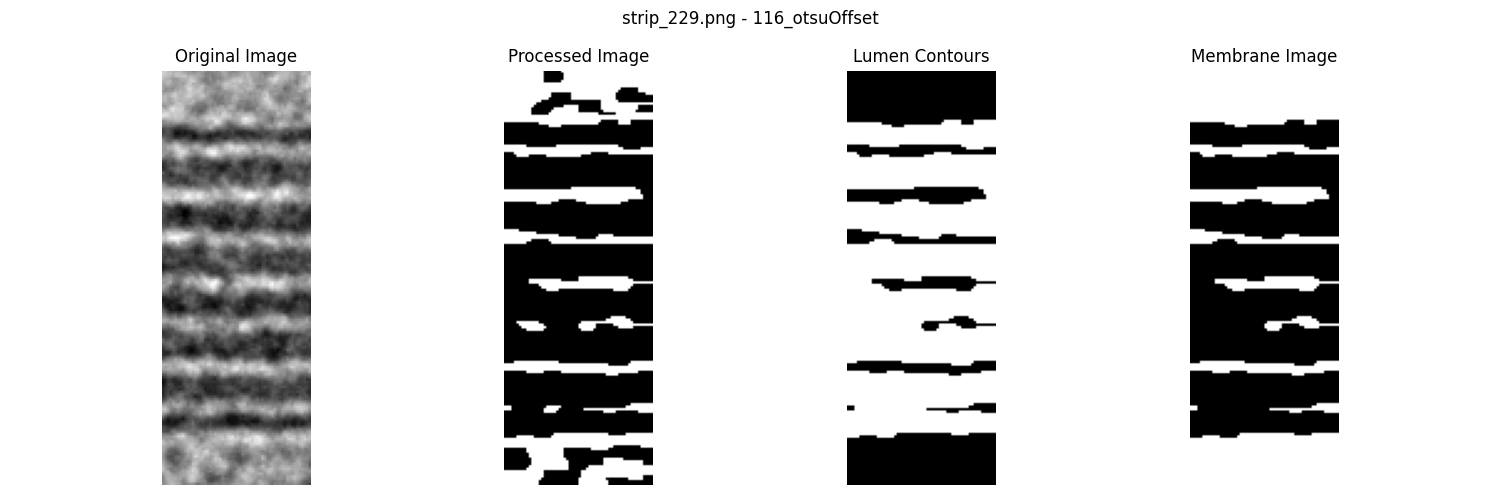 strip_229.png - 116_otsuOffset
Original Image
Processed Image
Lumen Contours
Membrane Image